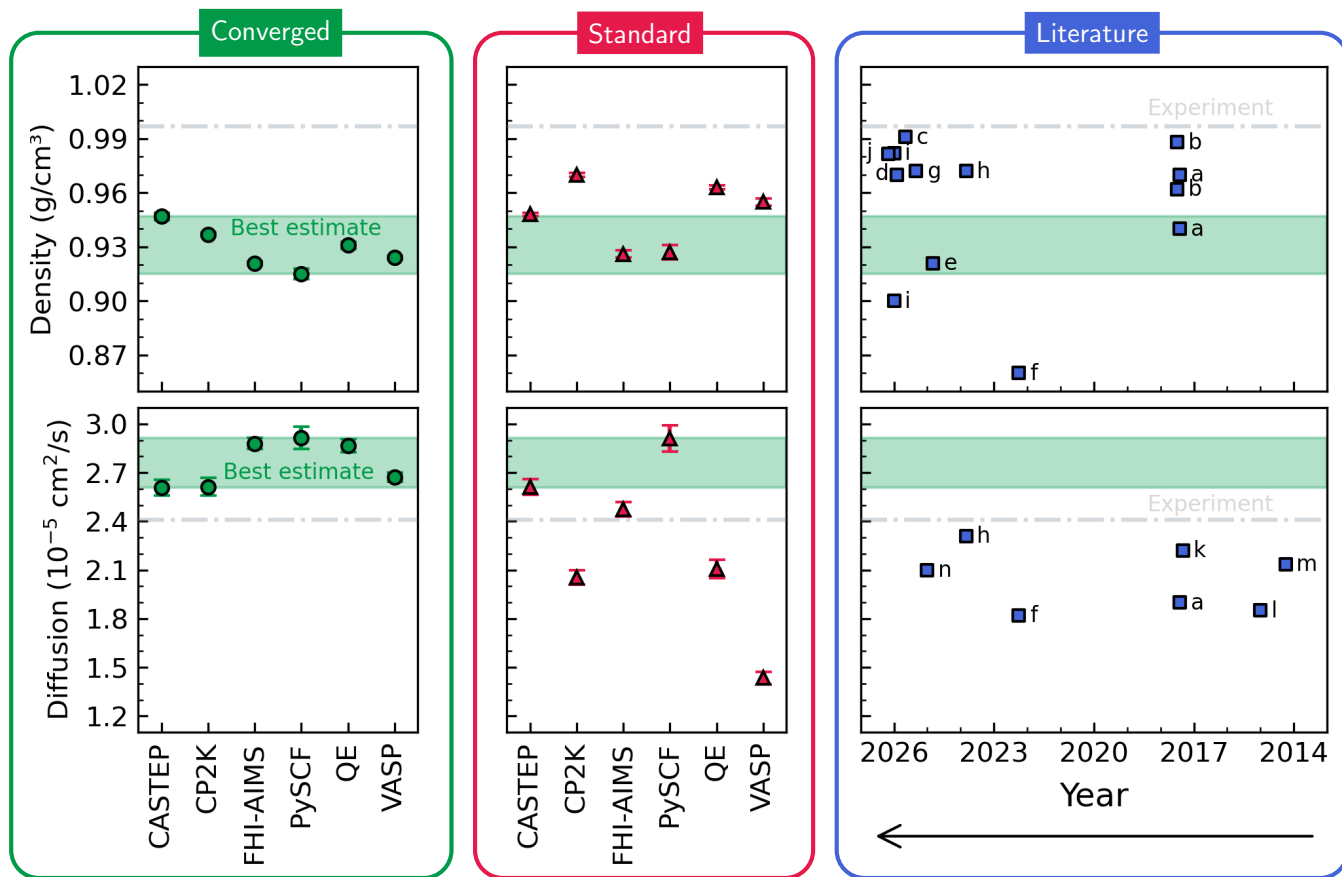 Converged
Standard
Literature
Density (g/cm³)
1.02
0.99
0.96
0.93
0.90
0.87
Best estimate
Experiment
c
j
i
d
g
h
b
a
b
a
e
i
f
Diffusion (10⁻⁵ cm²/s)
3.0
2.7
2.4
2.1
1.8
1.5
1.2
Best estimate
Experiment
h
n
f
k
a
m
l
CASTEP
CP2K
FHI-AIMS
PySCF
QE
VASP
CASTEP
CP2K
FHI-AIMS
PySCF
QE
VASP
2026 2023 2020 2017 2014
Year